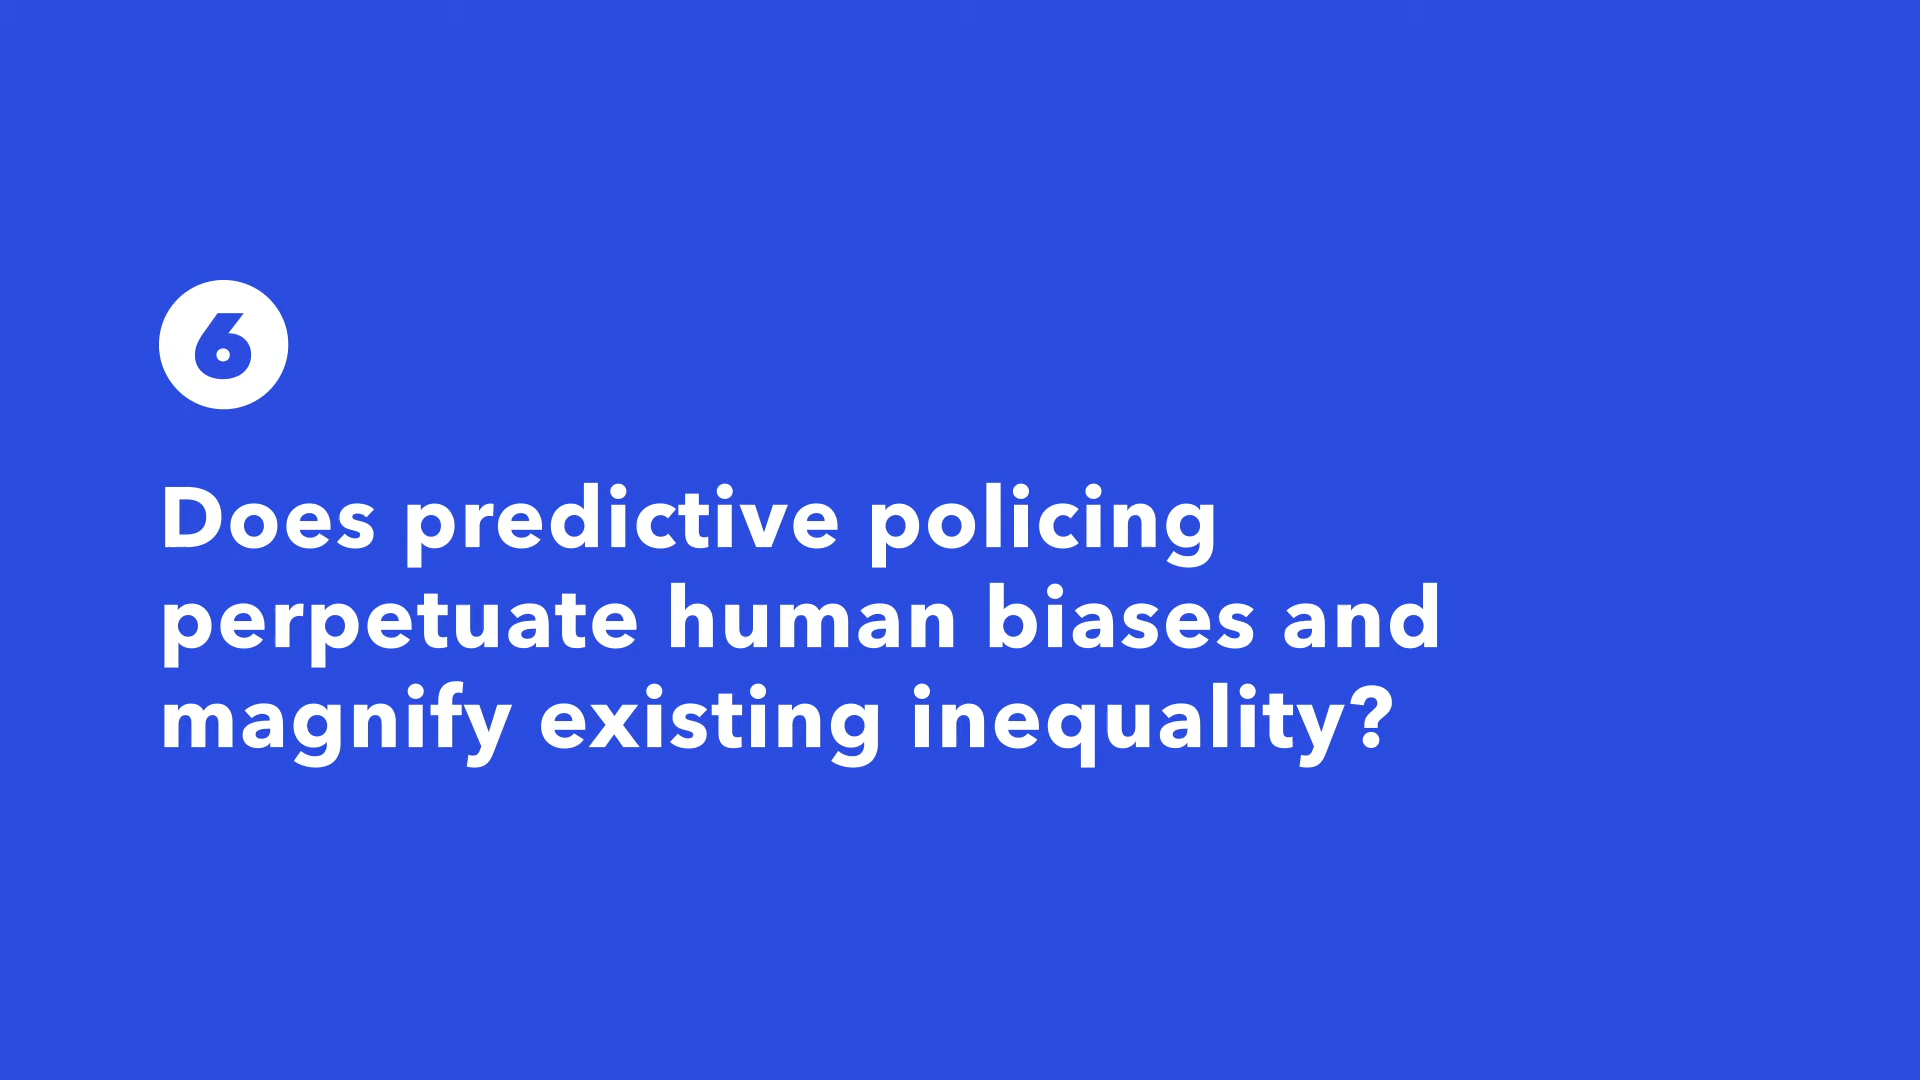 6
Does predictive policing
perpetuate human biases and
magnify existing inequality?